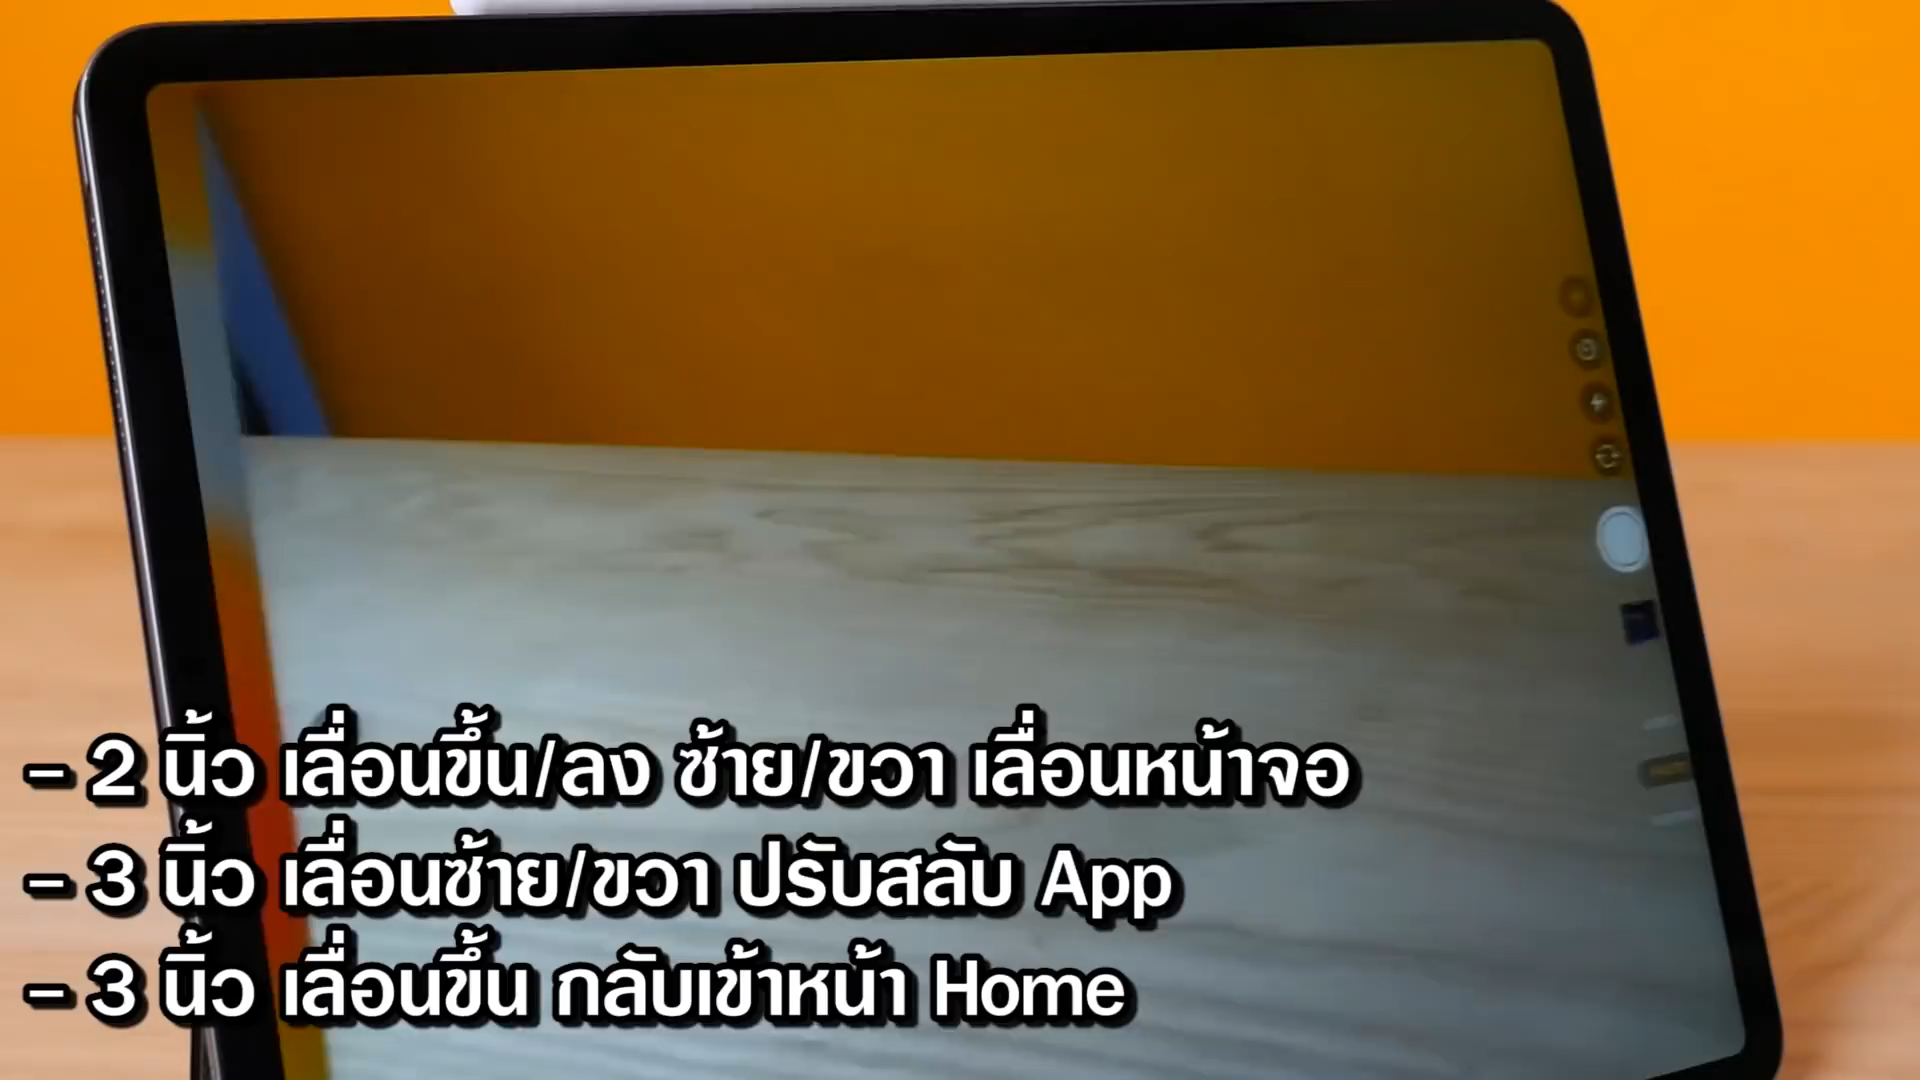 - 2 นิ้ว เลื่อนขึ้น/ลง ซ้าย/ขวา เลื่อนหน้าจอ
- 3 นิ้ว เลื่อนซ้าย/ขวา ปรับสลับ App
- 3 นิ้ว เลื่อนขึ้น กลับเข้าหน้า Home